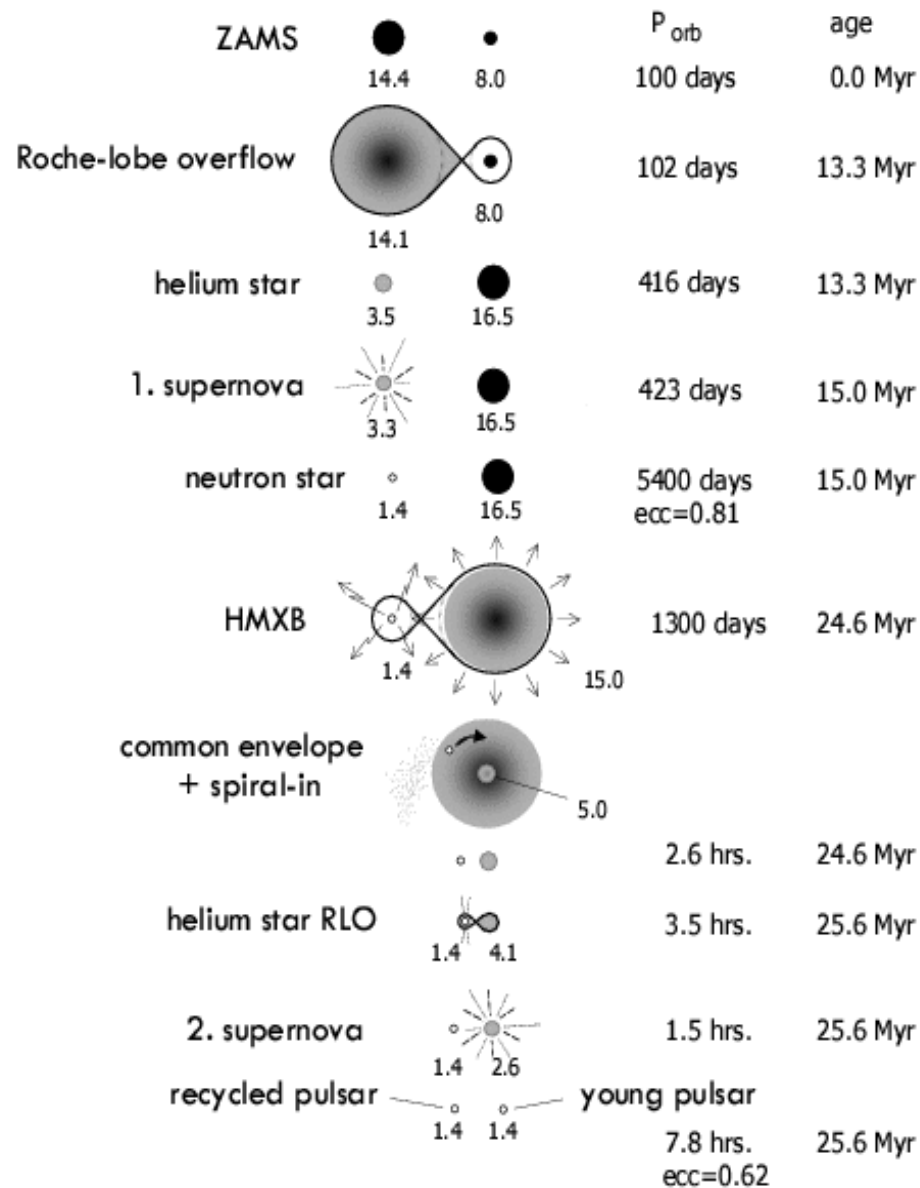 P orb age
ZAMS
14.4 8.0 100 days 0.0 Myr
Roche-lobe overflow 102 days 13.3 Myr
8.0
14.1
helium star 416 days 13.3 Myr
3.5 16.5
1. supernova 423 days 15.0 Myr
3.3 16.5
neutron star 5400 days 15.0 Myr
1.4 16.5 ecc=0.81
HMXB 1300 days 24.6 Myr
1.4 15.0
common envelope
+ spiral-in
5.0
2.6 hrs. 24.6 Myr
helium star RLO 3.5 hrs. 25.6 Myr
1.4 4.1
2. supernova 1.5 hrs. 25.6 Myr
1.4 2.6
recycled pulsar young pulsar
1.4 1.4
7.8 hrs. 25.6 Myr
ecc=0.62